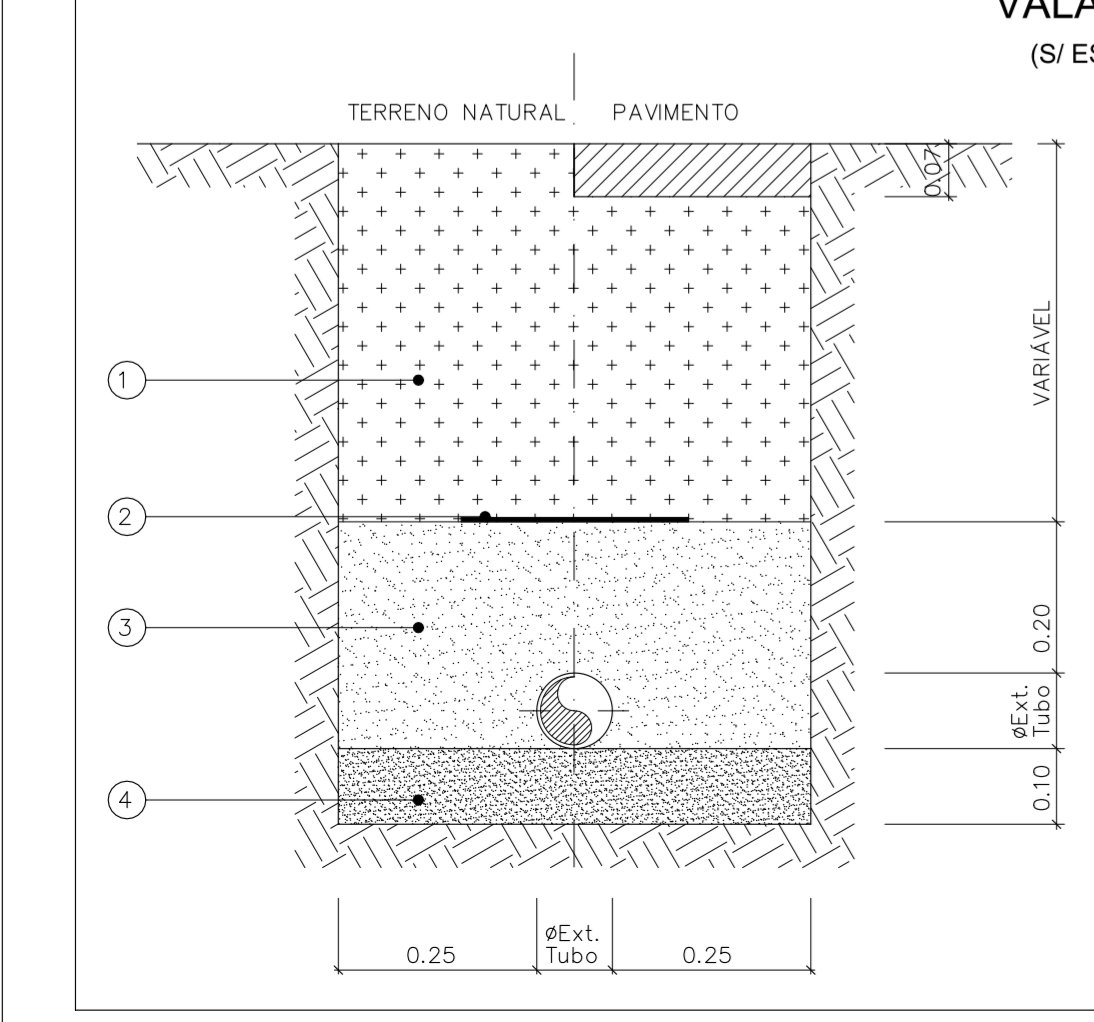 VALA
(S/ ES
TERRENO NATURAL PAVIMENTO
0.07
VARIÁVEL
1
2
3
0.20
øExt.
Tubo
4
0.10
0.25
øExt.
Tubo
0.25